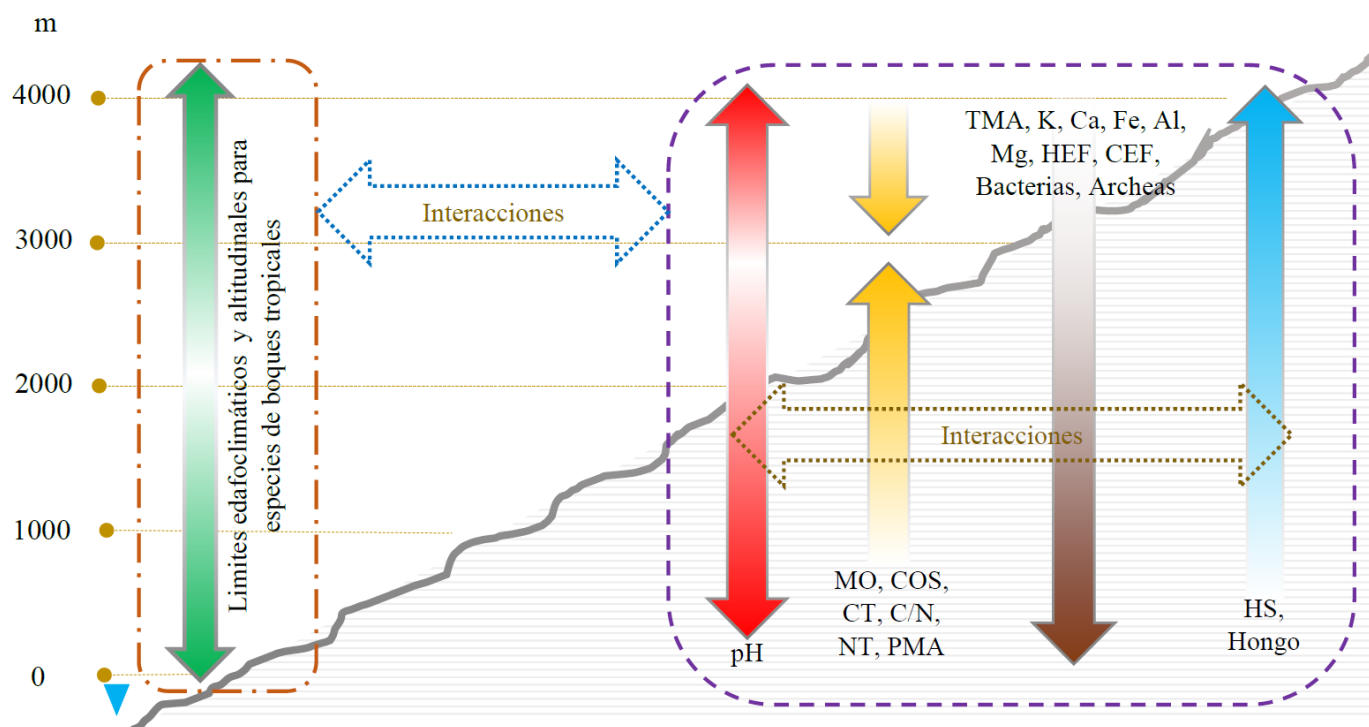 m
4000
3000
2000
1000
0
Limites edafoclimáticos y altitudinales para
especies de boques tropicales
Interacciones
TMA, K, Ca, Fe, Al,
Mg, HEF, CEF,
Bacterias, Archeas
Interacciones
MO, COS,
CT, C/N,
NT, PMA
pH
HS,
Hongo